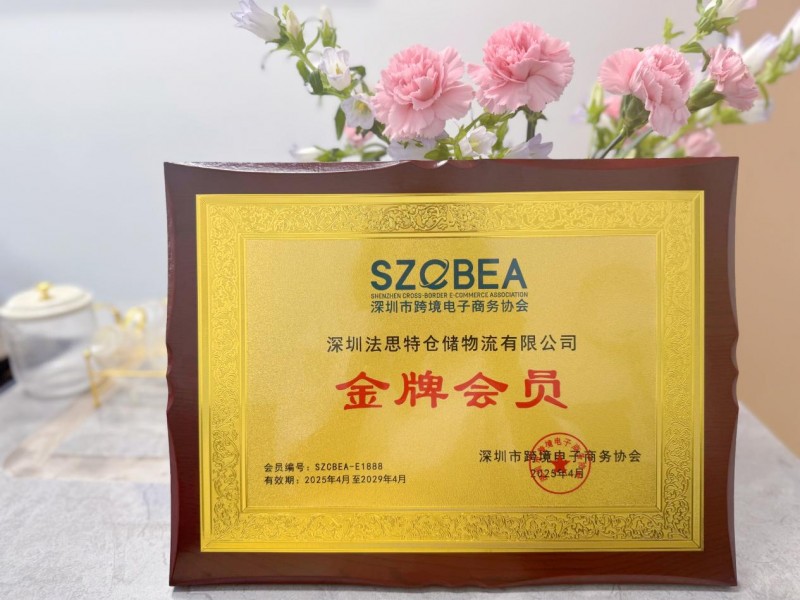 SZCBEA
SHENZHEN CROSS-BORDER E-COMMERCE ASSOCIATION
深圳市跨境电子商务协会
深圳法思特仓储物流有限公司
金牌会员
会员编号：SZCBEA-E1888
有效期：2025年4月至2029年4月
深圳市跨境电子商务协会
2025年4月